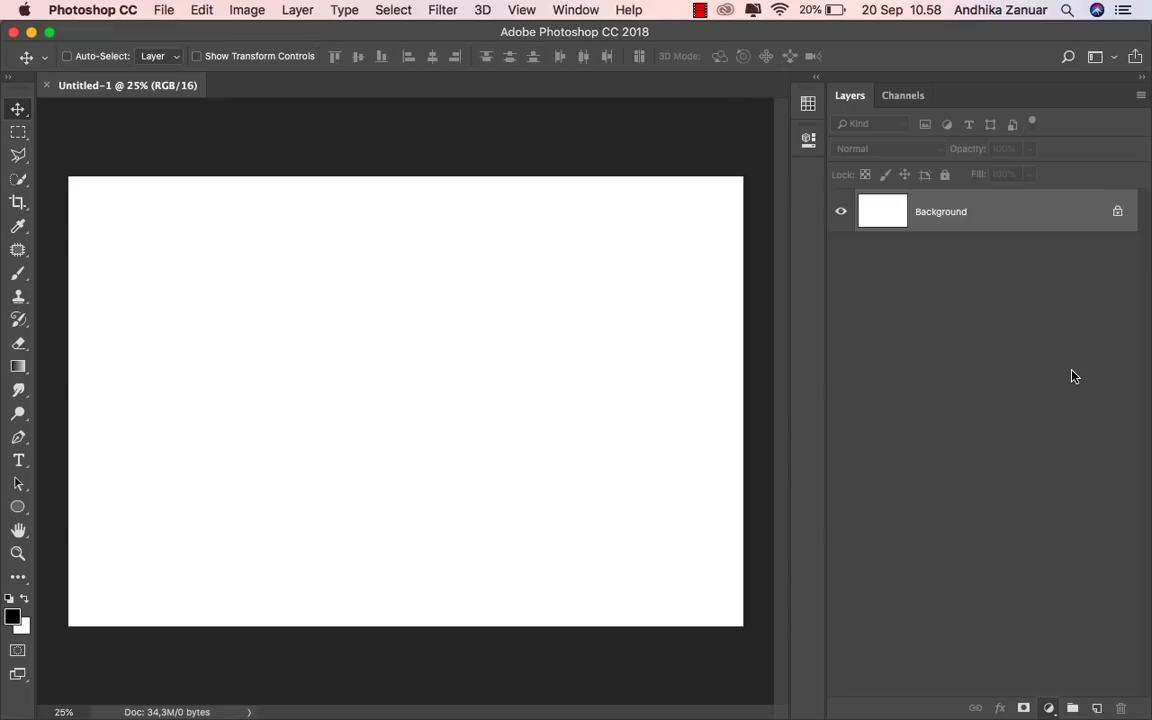 Photoshop CC File Edit Image Layer Type Select Filter 3D View Window Help 20% 20 Sep 10.58 Andhika Zanuar
Adobe Photoshop CC 2018
Auto-Select: Layer Show Transform Controls 3D Mode:
Untitled-1 @ 25% (RGB/16)
Layers Channels
Kind
Normal Opacity: 100%
Lock: Fill: 100%
Background
25% Doc: 34,3M/0 bytes